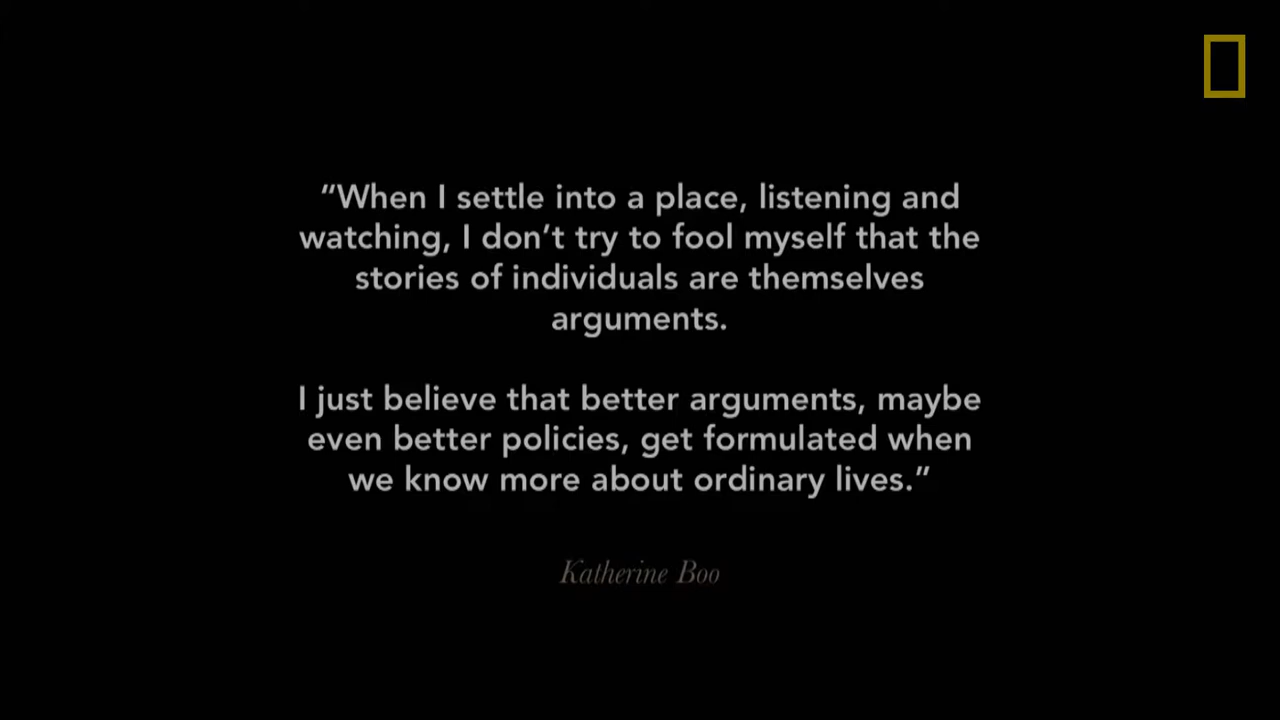 “When I settle into a place, listening and
watching, I don’t try to fool myself that the
stories of individuals are themselves
arguments.
I just believe that better arguments, maybe
even better policies, get formulated when
we know more about ordinary lives.”
Katherine Boo